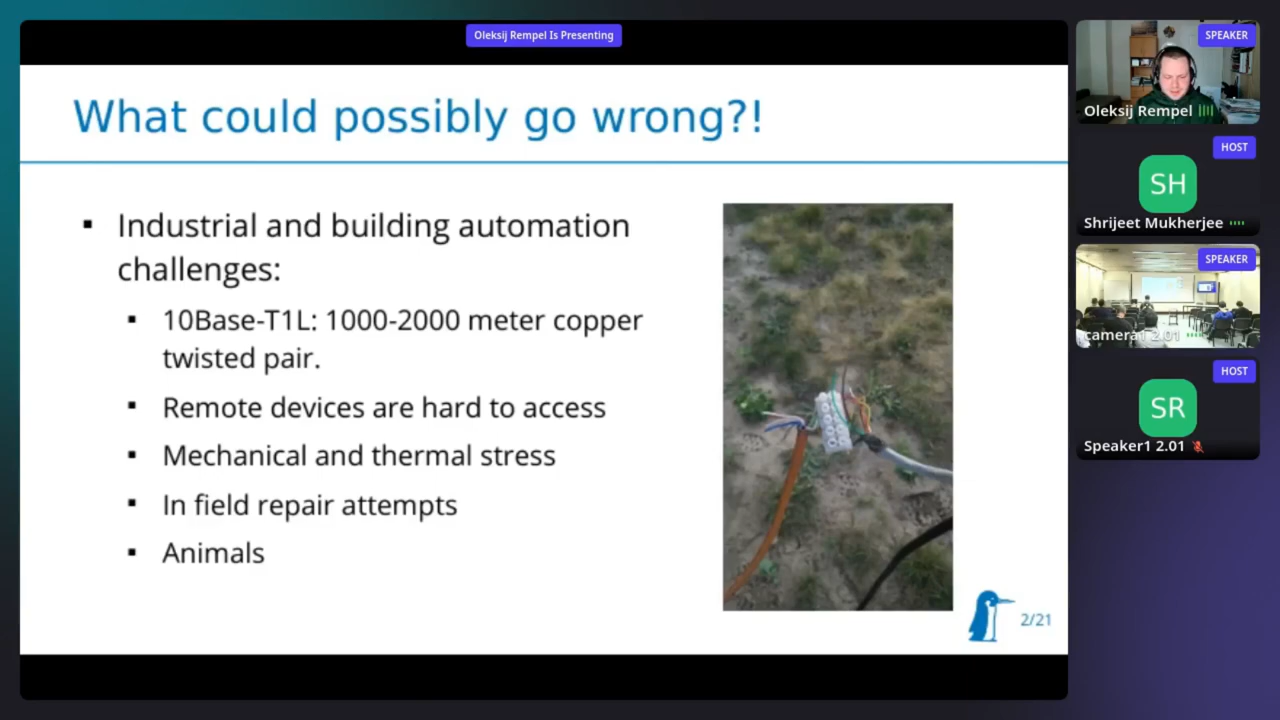 Oleksij Rempel Is Presenting
What could possibly go wrong?!
▪ Industrial and building automation
challenges:
▪ 10Base-T1L: 1000-2000 meter copper
twisted pair.
▪ Remote devices are hard to access
▪ Mechanical and thermal stress
▪ In field repair attempts
▪ Animals
2/21
SPEAKER
Oleksij Rempel
HOST
SH
Shrijeet Mukherjee
SPEAKER
camera1 2.01
HOST
SR
Speaker1 2.01